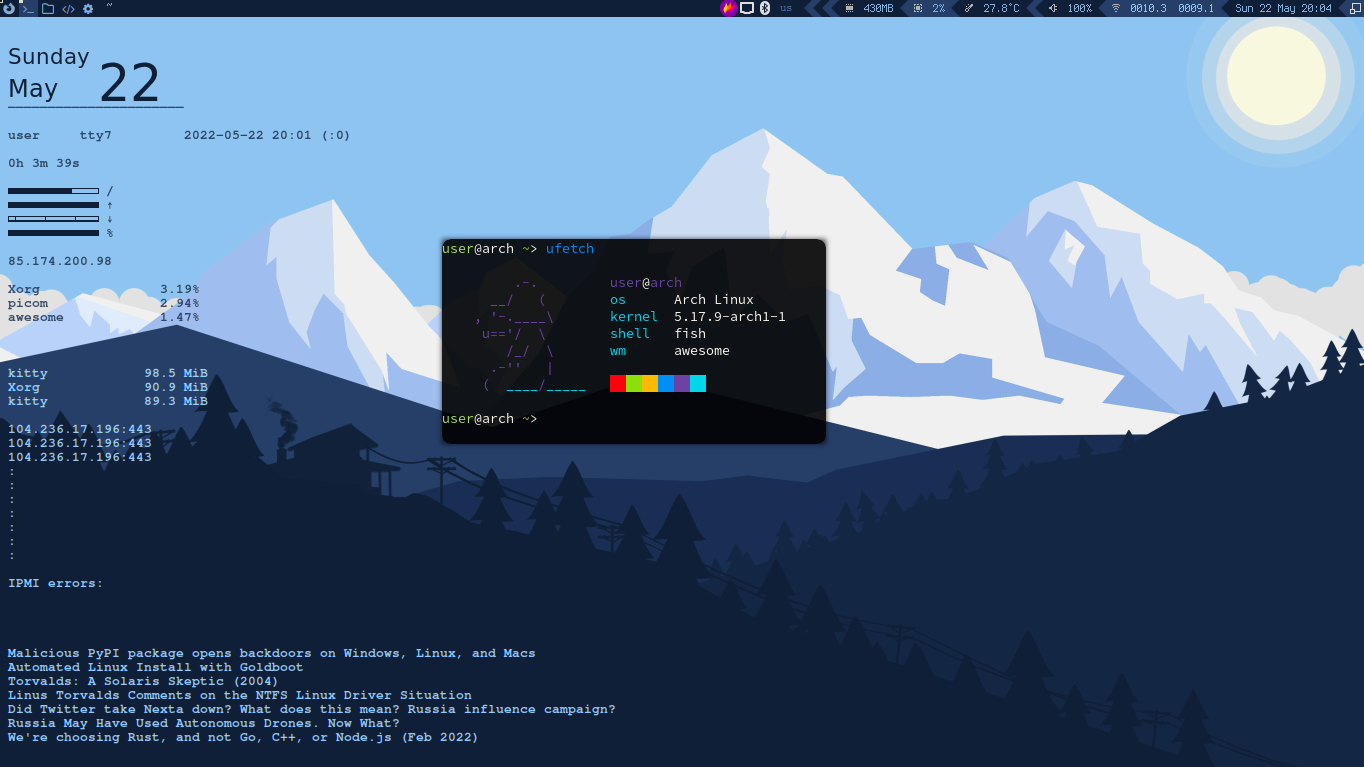 us 430MB 2% 27.8°C 100% 0010.3 0009.1 Sun 22 May 20:04
Sunday
May 22
user tty7 2022-05-22 20:01 (:0)
0h 3m 39s
/
↑
↓
%
85.174.200.98
Xorg 3.19%
picom 2.94%
awesome 1.47%
kitty 98.5 MiB
Xorg 90.9 MiB
kitty 89.3 MiB
104.236.17.196:443
104.236.17.196:443
104.236.17.196:443
:
:
:
:
:
:
:
IPMI errors:
Malicious PyPI package opens backdoors on Windows, Linux, and Macs
Automated Linux Install with Goldboot
Torvalds: A Solaris Skeptic (2004)
Linus Torvalds Comments on the NTFS Linux Driver Situation
Did Twitter take Nexta down? What does this mean? Russia influence campaign?
Russia May Have Used Autonomous Drones. Now What?
We're choosing Rust, and not Go, C++, or Node.js (Feb 2022)
user@arch ~> ufetch
user@arch
os Arch Linux
kernel 5.17.9-arch1-1
shell fish
wm awesome
user@arch ~>